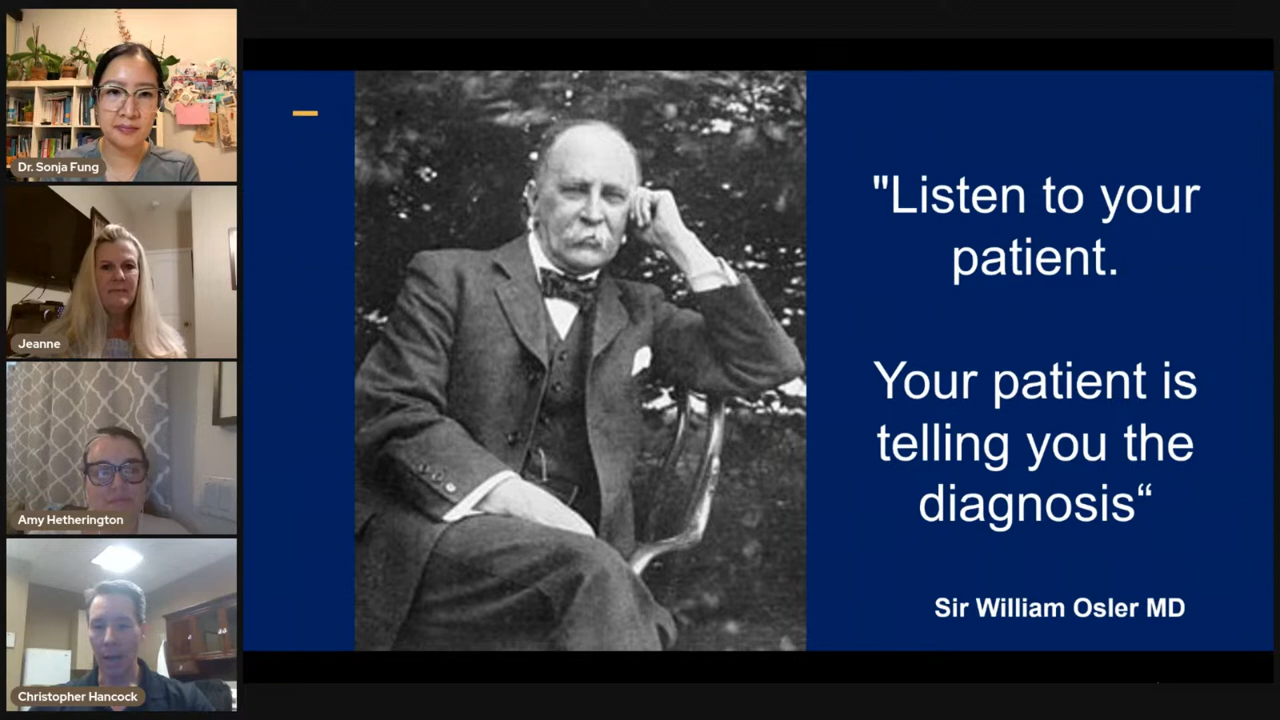 Dr. Sonja Fung
Jeanne
Amy Hetherington
Christopher Hancock
"Listen to your
patient.
Your patient is
telling you the
diagnosis“
Sir William Osler MD